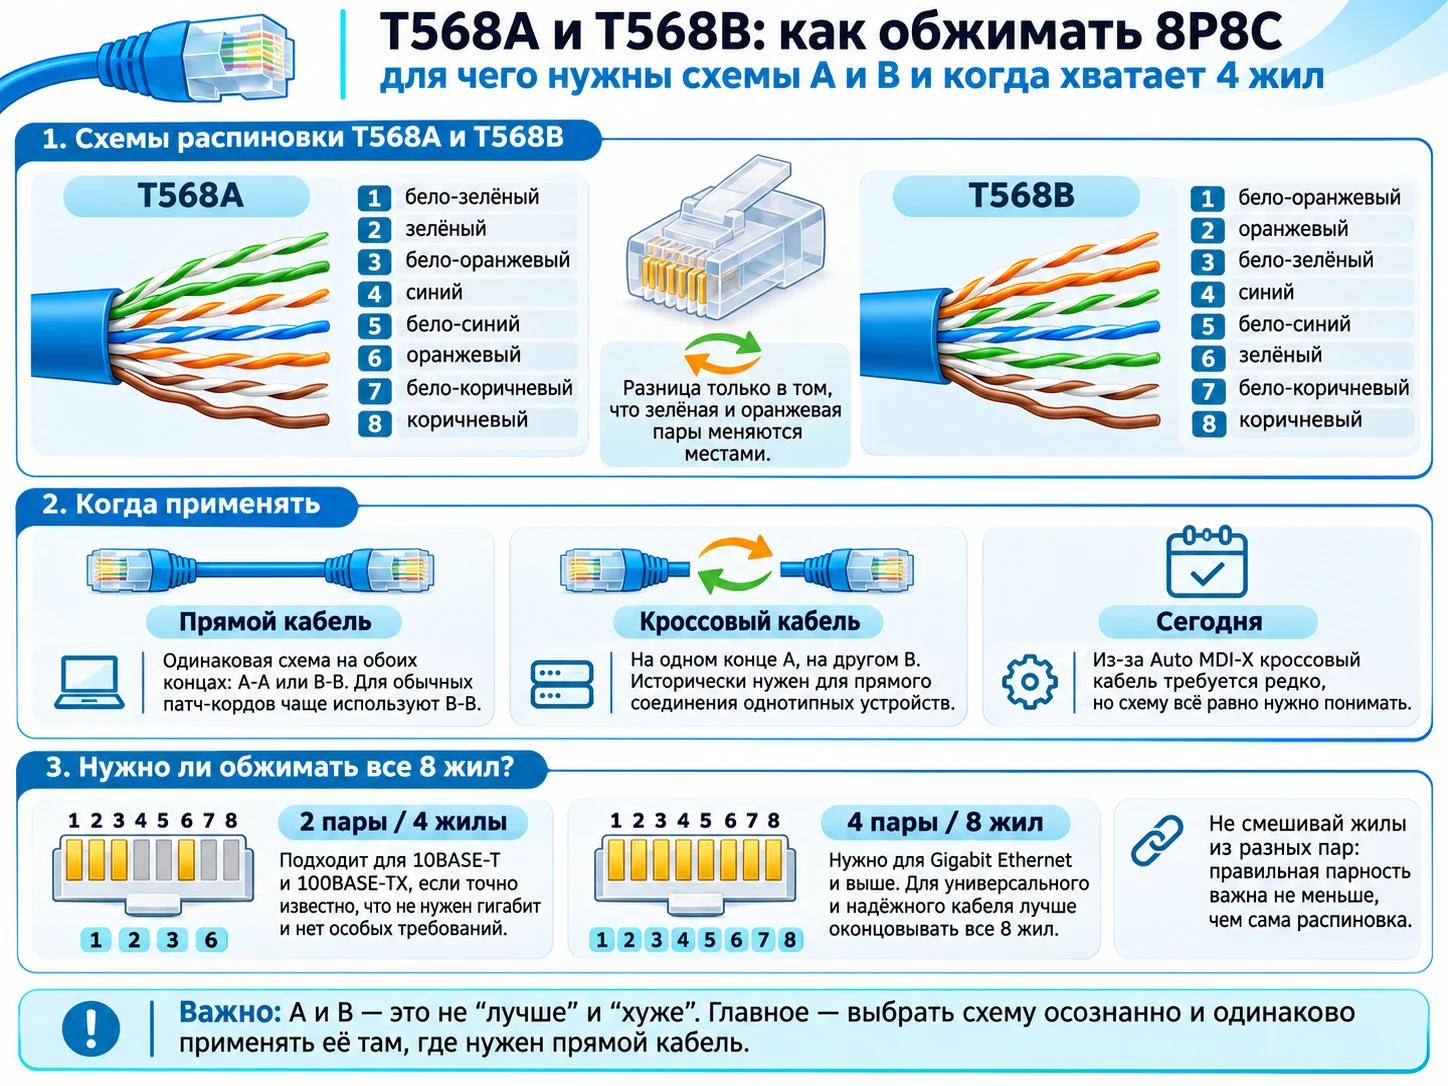 T568A и T568B: как обжимать 8P8C
для чего нужны схемы А и В и когда хватает 4 жил
1. Схемы распиновки T568A и T568B
T568A
1 бело-зелёный
2 зелёный
3 бело-оранжевый
4 синий
5 бело-синий
6 оранжевый
7 бело-коричневый
8 коричневый
Разница только в том,
что зелёная и оранжевая
пары меняются
местами.
T568B
1 бело-оранжевый
2 оранжевый
3 бело-зелёный
4 синий
5 бело-синий
6 зелёный
7 бело-коричневый
8 коричневый
2. Когда применять
Прямой кабель
Одинаковая схема на обоих
концах: А-А или В-В. Для обычных
патч-кордов чаще используют В-В.
Кроссовый кабель
На одном конце А, на другом В.
Исторически нужен для прямого
соединения однотипных устройств.
Сегодня
Из-за Auto MDI-X кроссовый
кабель требуется редко,
но схему всё равно нужно понимать.
3. Нужно ли обжимать все 8 жил?
1 2 3 4 5 6 7 8
1 2 3 6
2 пары / 4 жилы
Подходит для 10BASE-T
и 100BASE-TX, если точно
известно, что не нужен гигабит
и нет особых требований.
1 2 3 4 5 6 7 8
1 2 3 4 5 6 7 8
4 пары / 8 жил
Нужно для Gigabit Ethernet
и выше. Для универсального
и надёжного кабеля лучше
оконцовывать все 8 жил.
Не смешивай жилы
из разных пар:
правильная парность
важна не меньше,
чем сама распиновка.
! Важно: А и В — это не “лучше” и “хуже”. Главное — выбрать схему осознанно и одинаково
применять её там, где нужен прямой кабель.